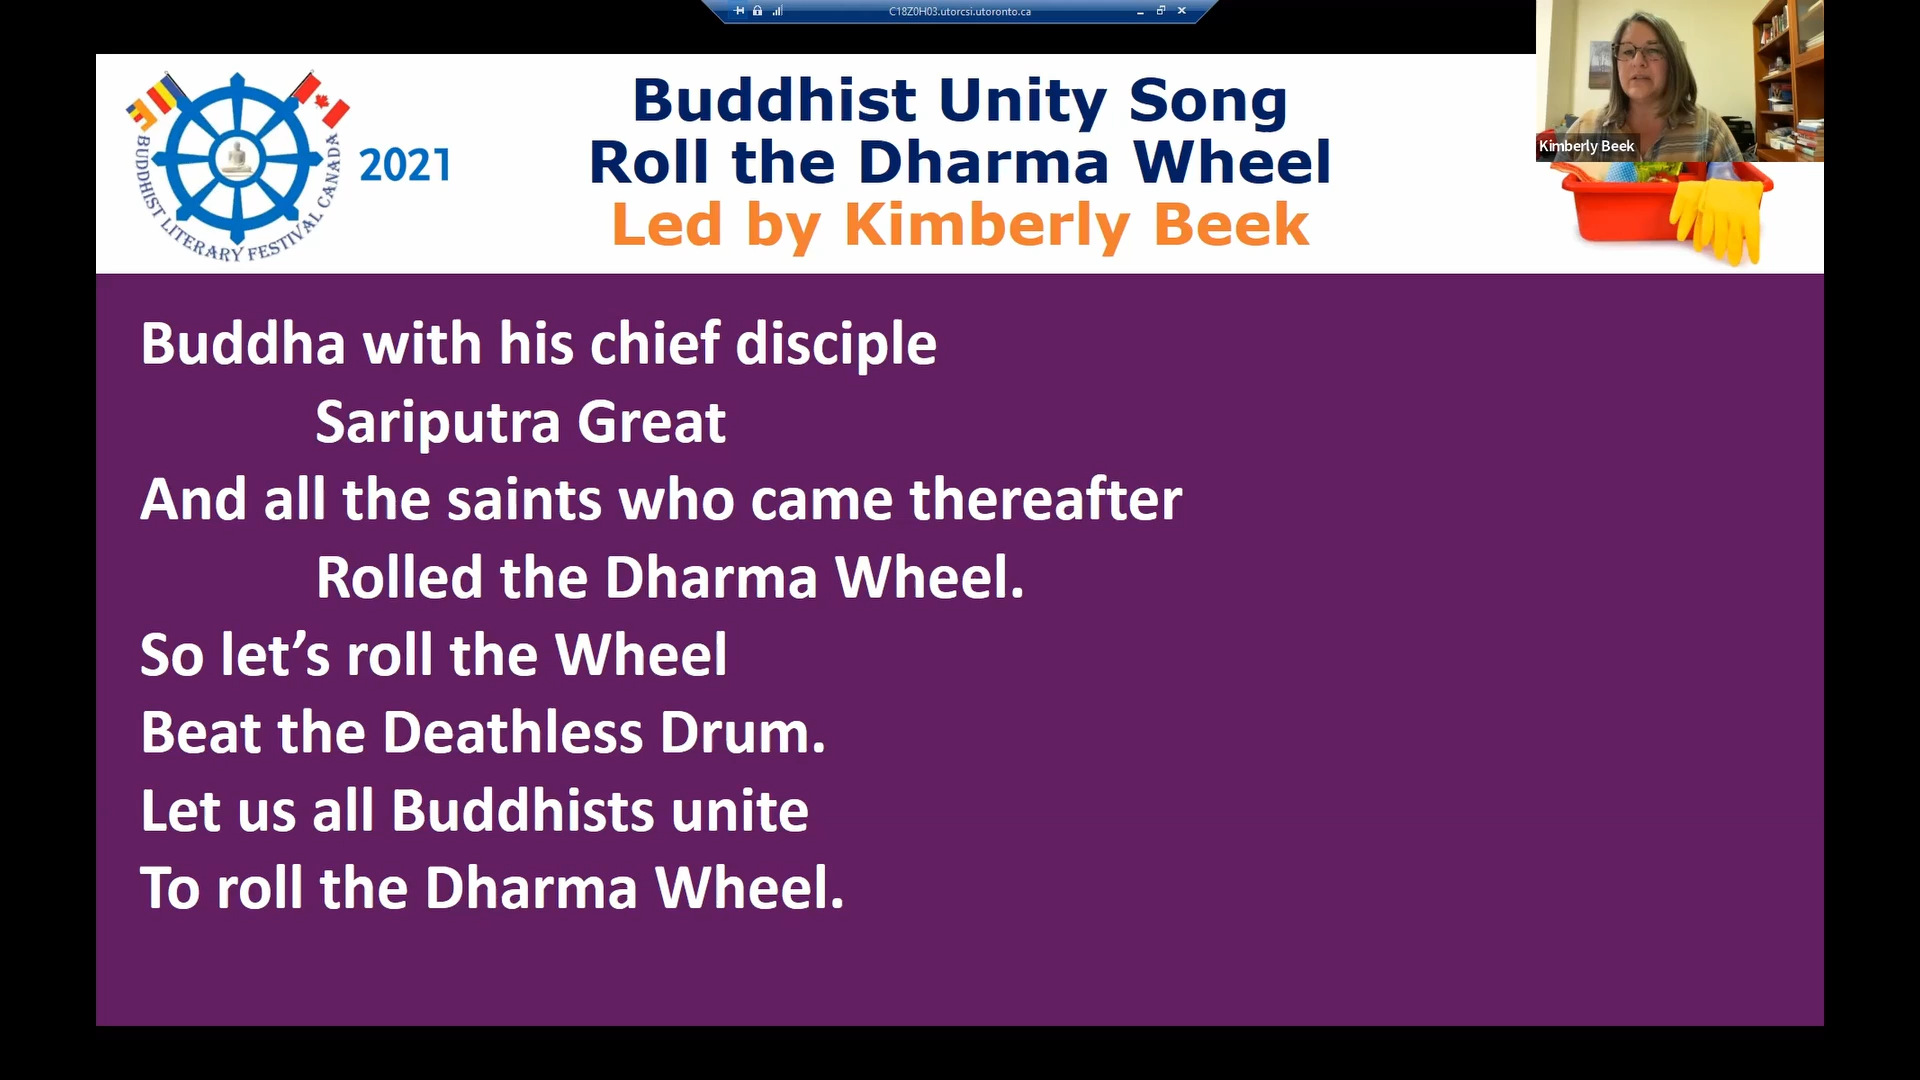 C18Z0H03.utorcsi.utoronto.ca
BUDDHIST LITERARY FESTIVAL CANADA
2021
Buddhist Unity Song
Roll the Dharma Wheel
Led by Kimberly Beek
Kimberly Beek
Buddha with his chief disciple
Sariputra Great
And all the saints who came thereafter
Rolled the Dharma Wheel.
So let’s roll the Wheel
Beat the Deathless Drum.
Let us all Buddhists unite
To roll the Dharma Wheel.